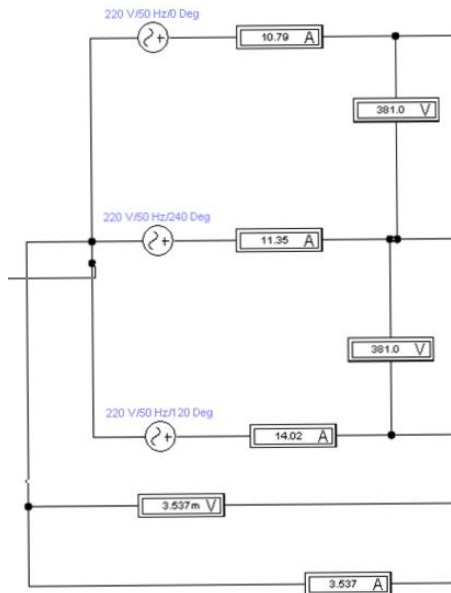 220 V/50 Hz/0 Deg
10.79 A
381.0 V
220 V/50 Hz/240 Deg
11.35 A
381.0 V
220 V/50 Hz/120 Deg
14.02 A
3.537m V
3.537 A